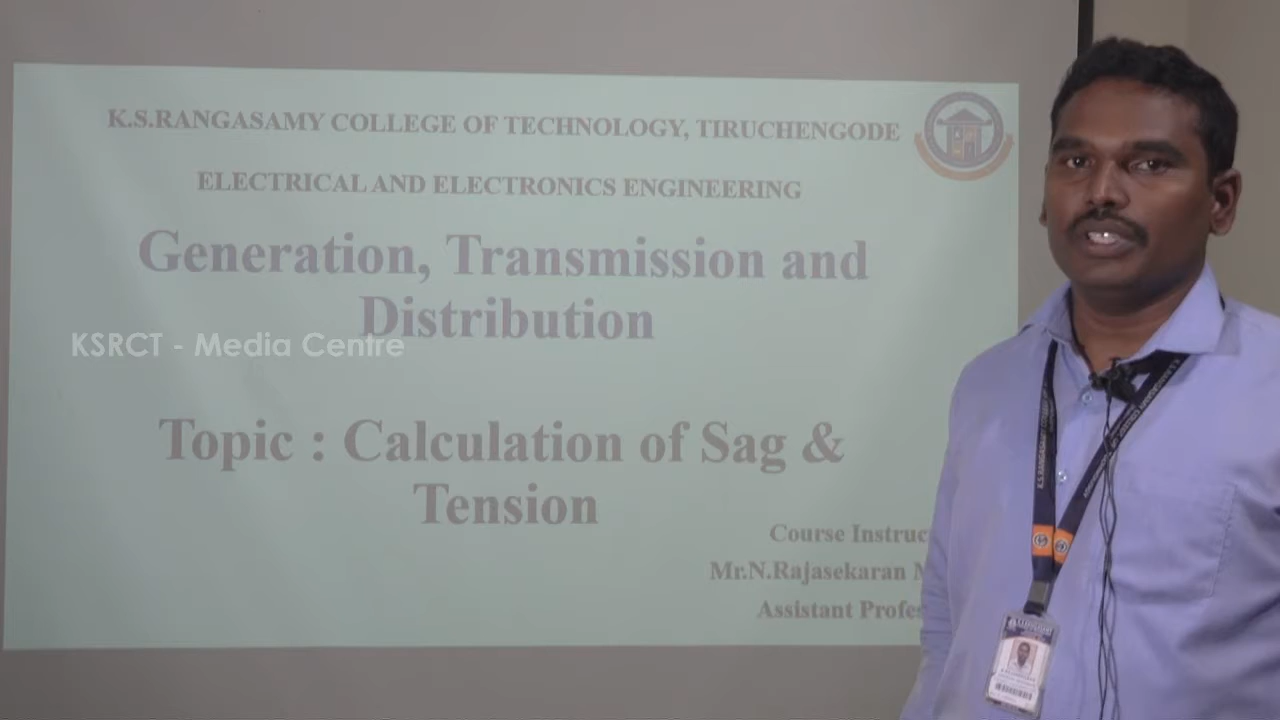 K.S.RANGASAMY COLLEGE OF TECHNOLOGY, TIRUCHENGODE
ELECTRICAL AND ELECTRONICS ENGINEERING
Generation, Transmission and
Distribution
KSRCT - Media Centre
Topic : Calculation of Sag &
Tension
Course Instruc
Mr.N.Rajasekaran
Assistant Profes